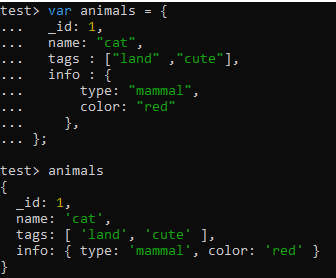 test> var animals = {
...   _id: 1,
...   name: "cat",
...   tags : ["land" ,"cute"],
...   info : {
...       type: "mammal",
...       color: "red"
...     },
... };
test> animals
{
  _id: 1,
  name: 'cat',
  tags: [ 'land', 'cute' ],
  info: { type: 'mammal', color: 'red' }
}